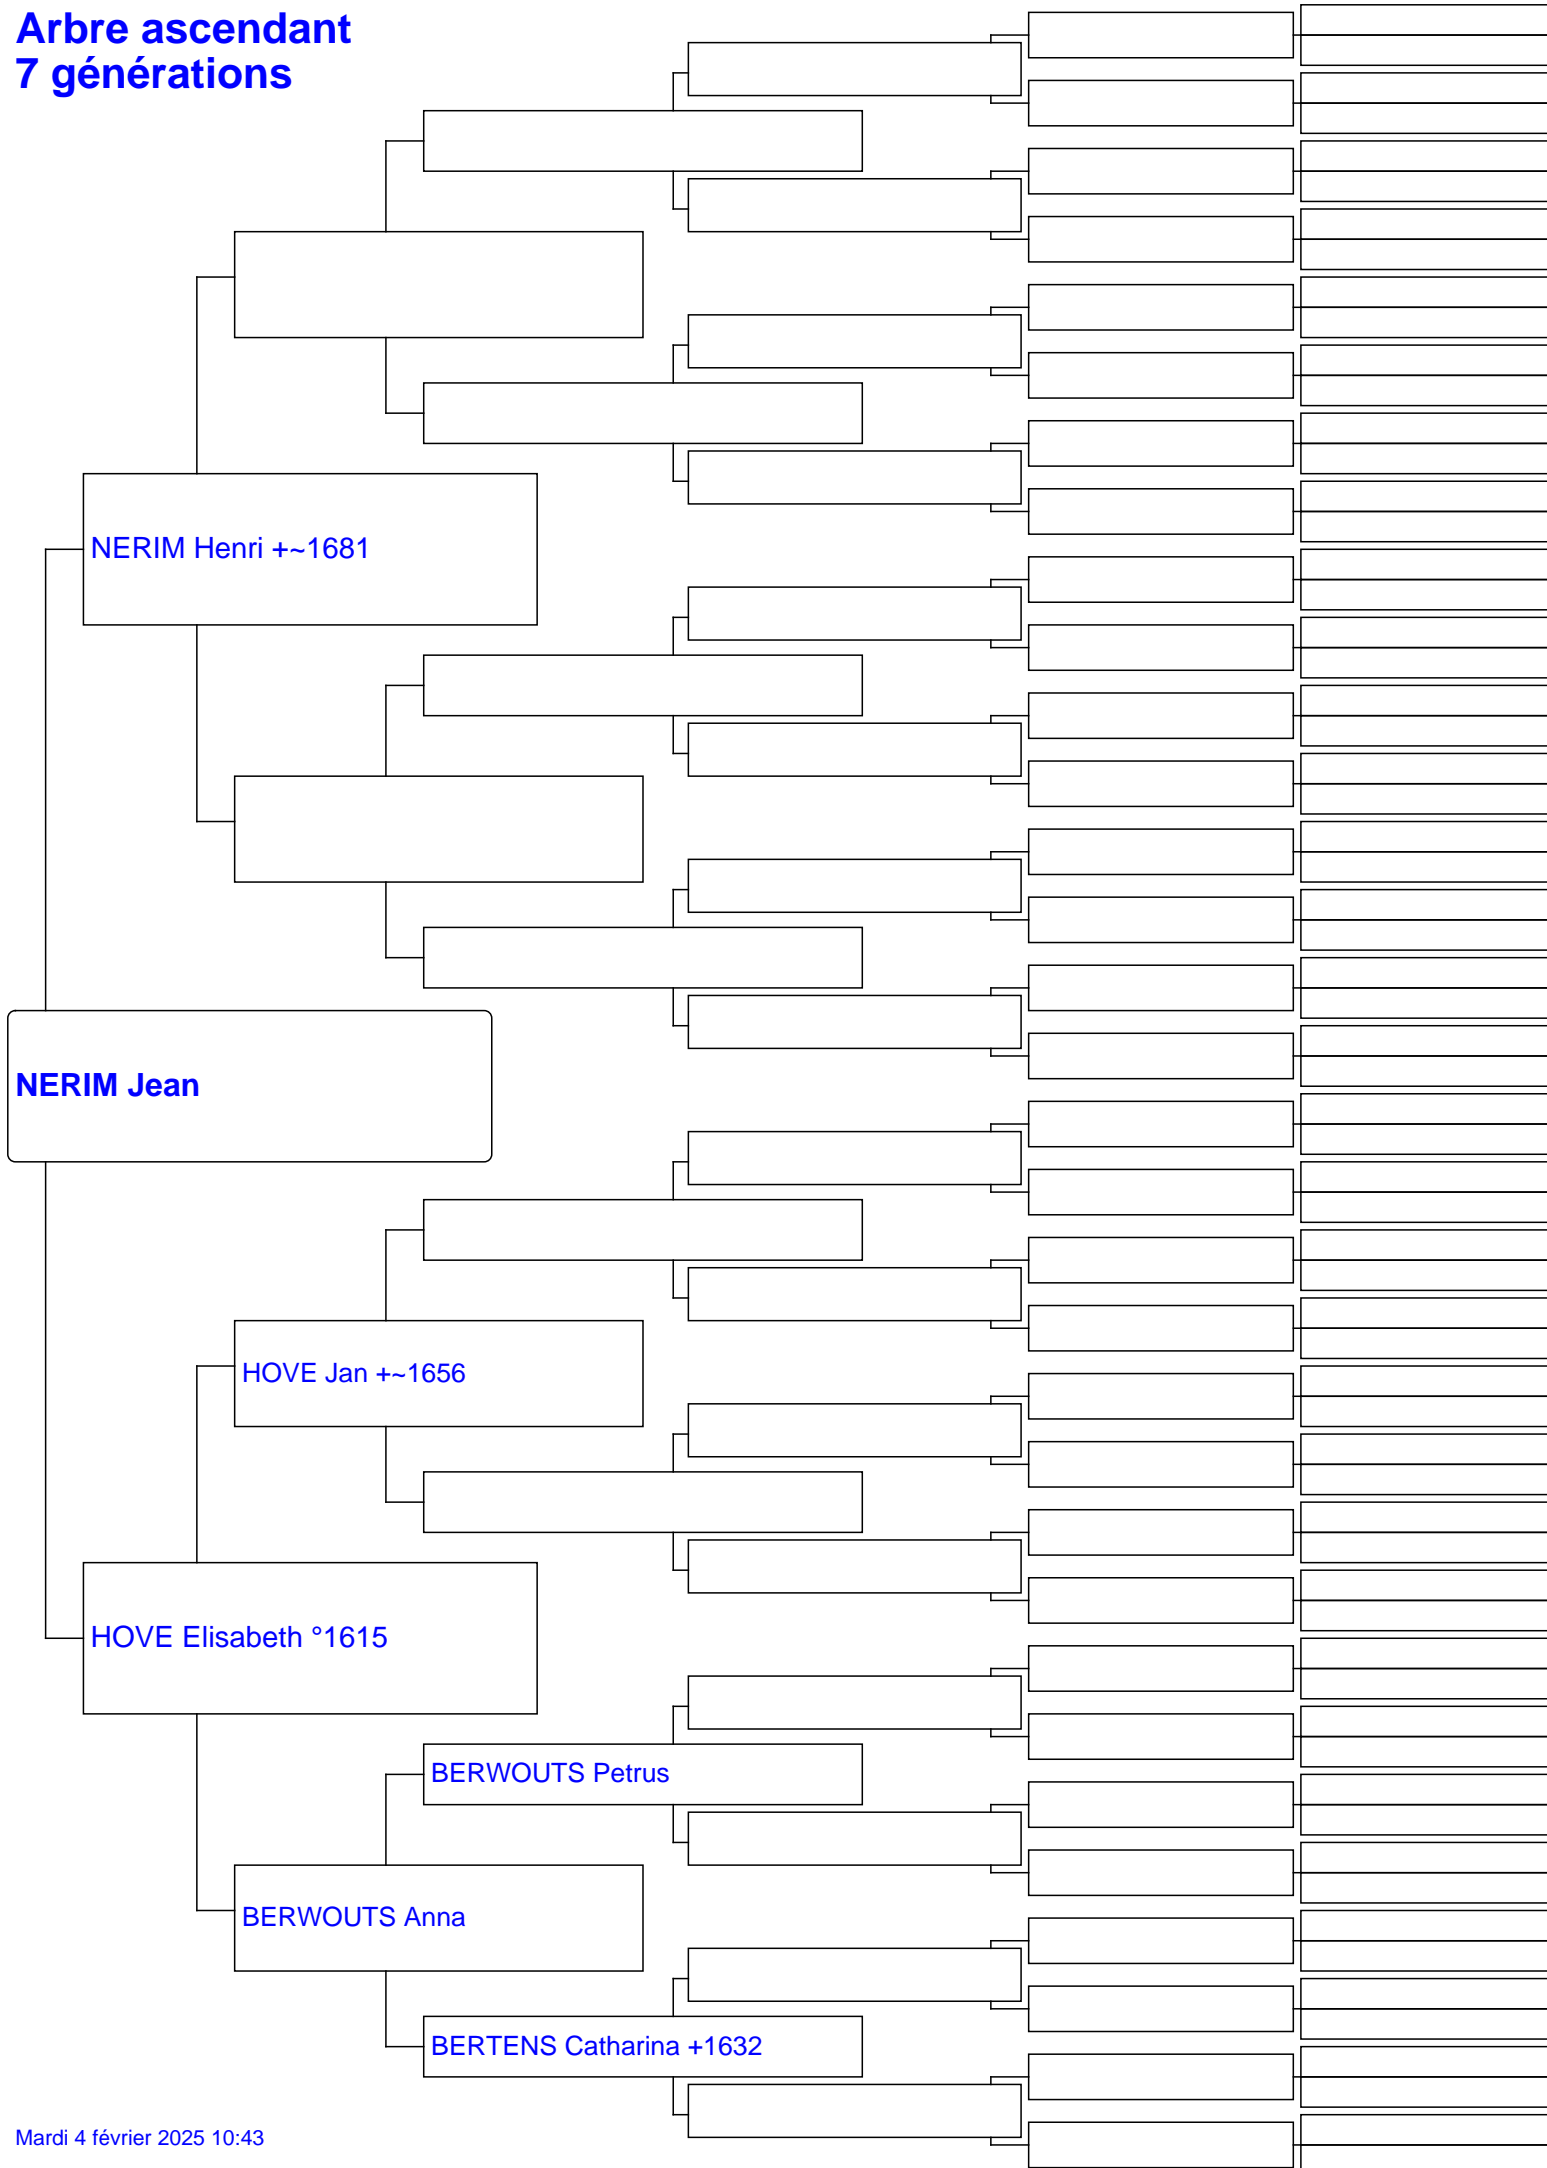 Arbre ascendant
7 générations
NERIM Henri +~1681
NERIM Jean
HOVE Jan +~1656
HOVE Elisabeth °1615
BERWOUTS Petrus
BERWOUTS Anna
BERTENS Catharina +1632
Mardi 4 février 2025 10:43